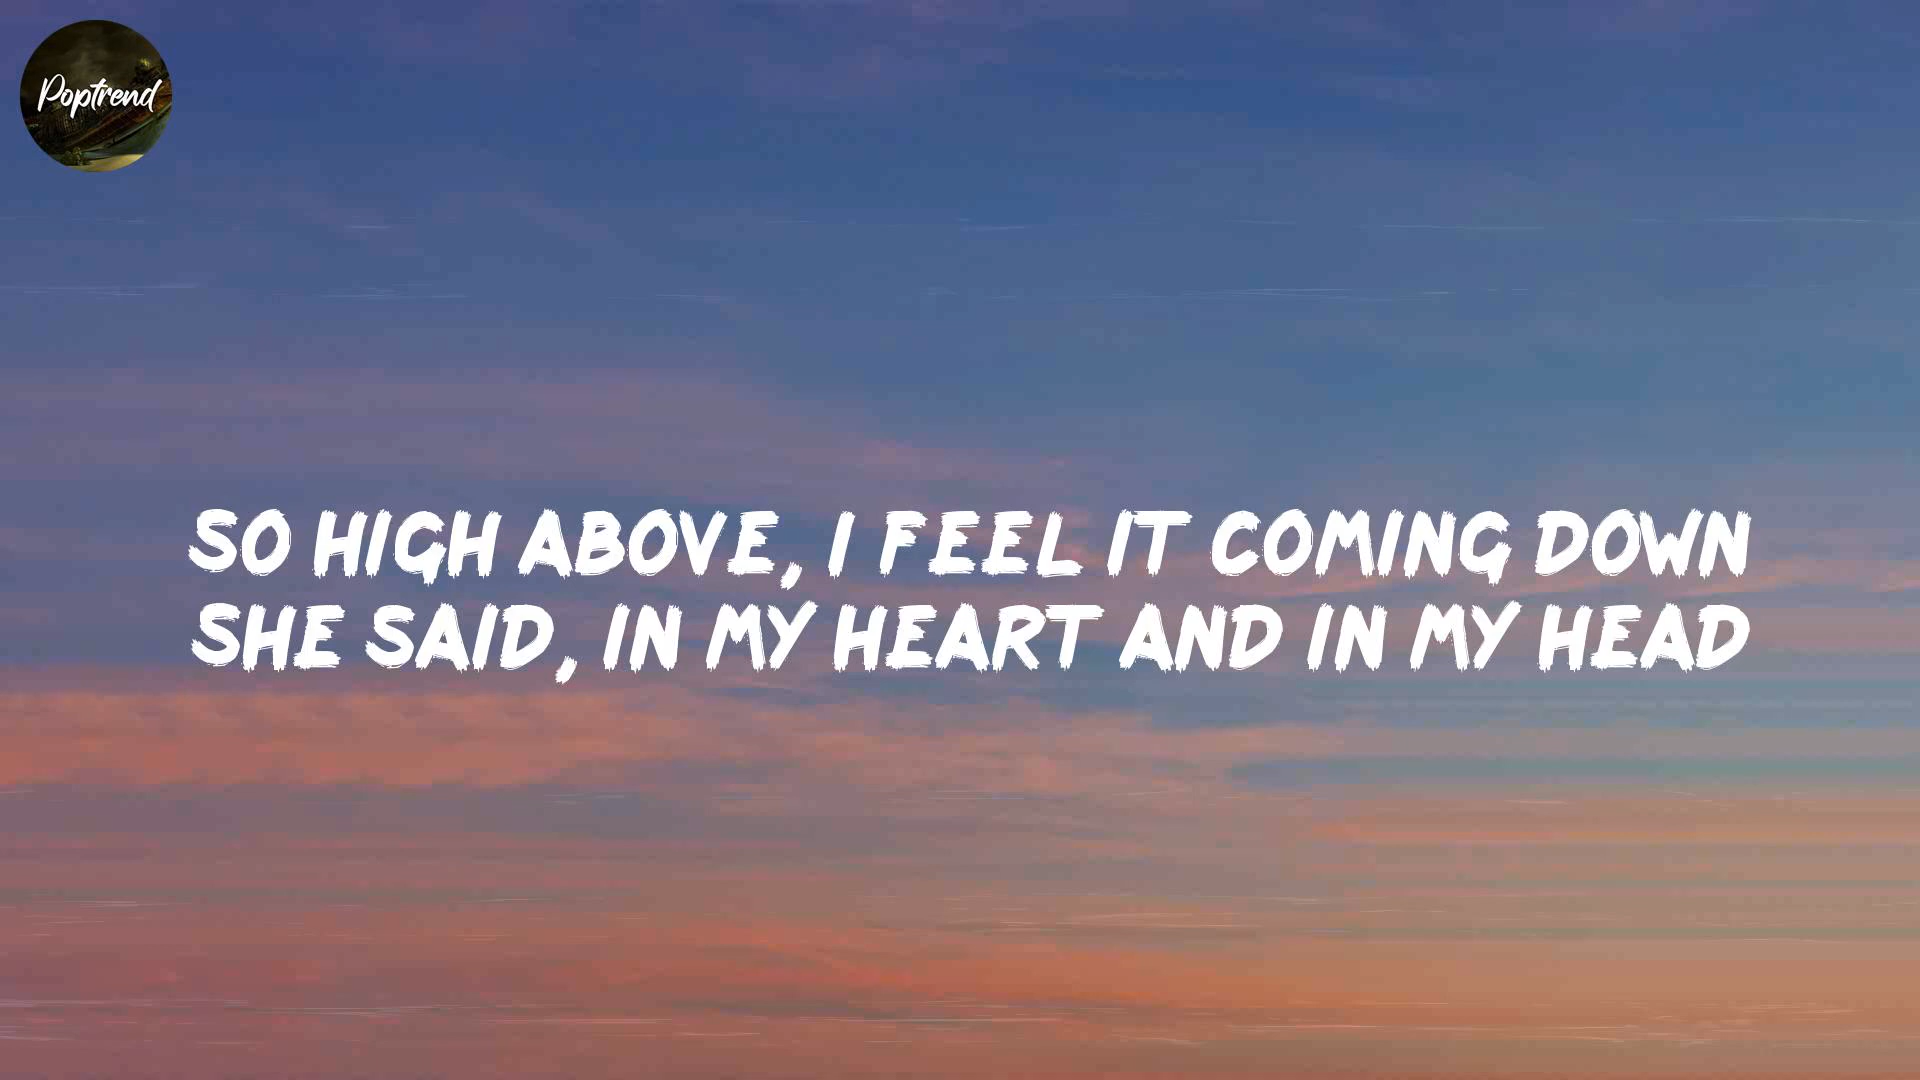 Poptrend
SO HIGH ABOVE, I FEEL IT COMING DOWN
SHE SAID, IN MY HEART AND IN MY HEAD